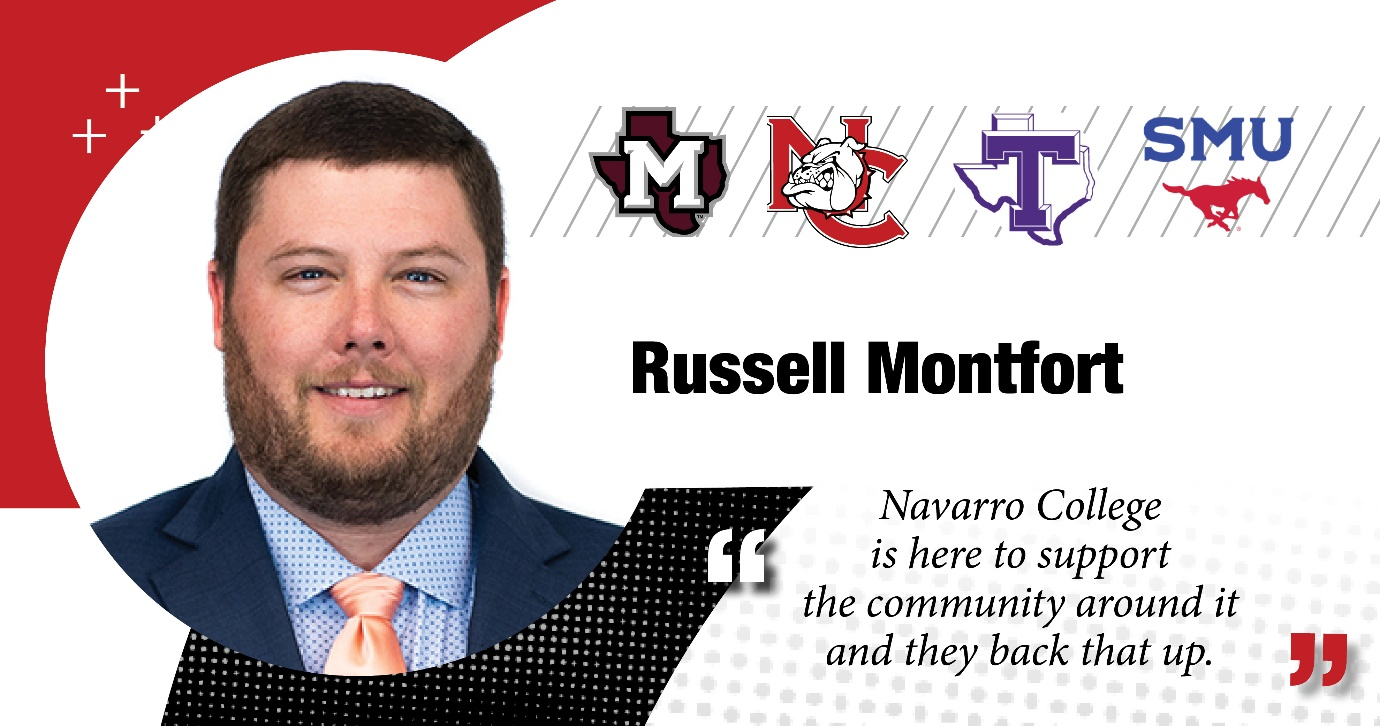 M
NC
T
SMU
Russell Montfort
“Navarro College
is here to support
the community around it
and they back that up.”